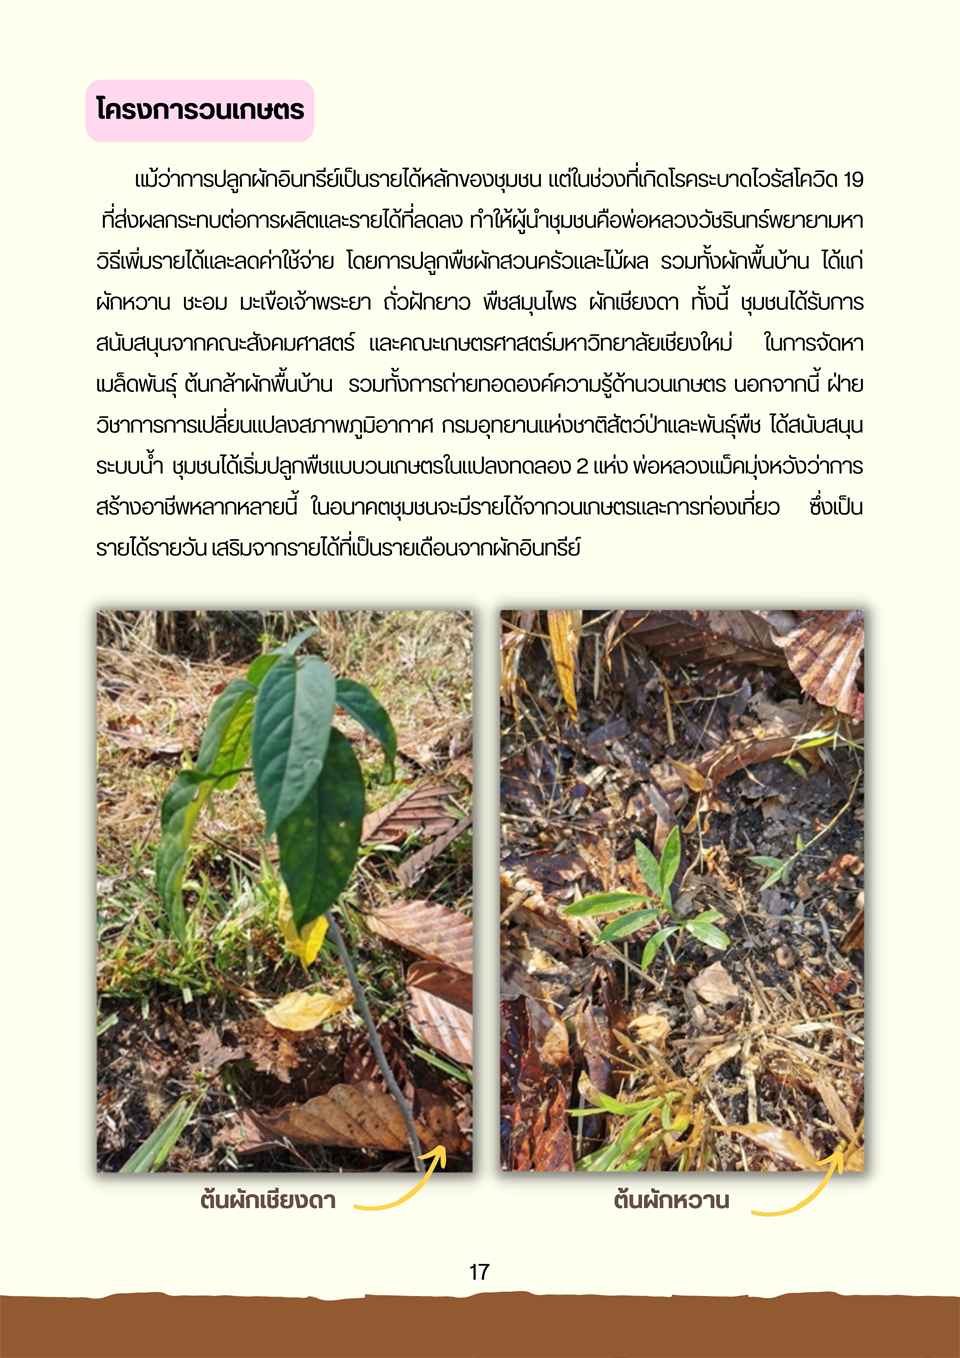 โครงการวนเกษตร
แม้ว่าการปลูกผักอินทรีย์เป็นรายได้หลักของชุมชน แต่ในช่วงที่เกิดโรคระบาดไวรัสโควิด 19
ที่ส่งผลกระทบต่อการผลิตและรายได้ที่ลดลง ทำให้ผู้นำชุมชนคือพ่อหลวงวัชรินทร์พยายามหา
วิธีเพิ่มรายได้และลดค่าใช้จ่าย โดยการปลูกพืชผักสวนครัวและไม้ผล รวมทั้งผักพื้นบ้าน ได้แก่
ผักหวาน ชะอม มะเขือเจ้าพระยา ถั่วฝักยาว พืชสมุนไพร ผักเชียงดา ทั้งนี้ ชุมชนได้รับการ
สนับสนุนจากคณะสังคมศาสตร์ และคณะเกษตรศาสตร์มหาวิทยาลัยเชียงใหม่ ในการจัดหา
เมล็ดพันธุ์ ต้นกล้าผักพื้นบ้าน รวมทั้งการถ่ายทอดองค์ความรู้ด้านวนเกษตร นอกจากนี้ ฝ่าย
วิชาการการเปลี่ยนแปลงสภาพภูมิอากาศ กรมอุทยานแห่งชาติสัตว์ป่าและพันธุ์พืช ได้สนับสนุน
ระบบน้ำ ชุมชนได้เริ่มปลูกพืชแบบวนเกษตรในแปลงทดลอง 2 แห่ง พ่อหลวงแม็คมุ่งหวังว่าการ
สร้างอาชีพหลากหลายนี้ ในอนาคตชุมชนจะมีรายได้จากวนเกษตรและการท่องเที่ยว ซึ่งเป็น
รายได้รายวัน เสริมจากรายได้ที่เป็นรายเดือนจากผักอินทรีย์
ต้นผักเชียงดา
ต้นผักหวาน
17